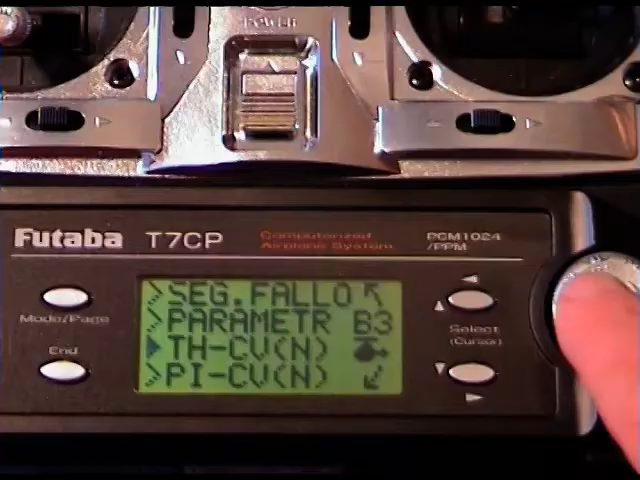 POWER
Futaba T7CP Computerized Airplane System PCM1024 /PPM
Mode/Page
End
SEG.FALLO
PARAMETR B3
TH-CV(N)
PI-CV(N)
Select
(Cursor)